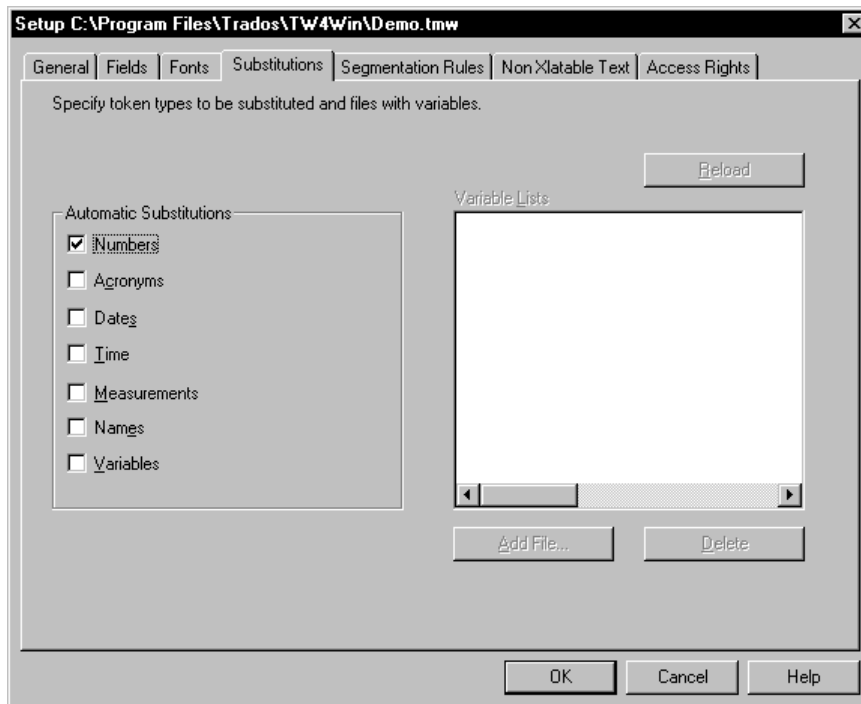 Setup C:\Program Files\Trados\TW4Win\Demo.tmw
General Fields Fonts Substitutions Segmentation Rules Non Xlatable Text Access Rights
Specify token types to be substituted and files with variables.
Reload
Variable Lists
Automatic Substitutions
Numbers
Acronyms
Dates
Time
Measurements
Names
Variables
Add File... Delete
OK Cancel Help